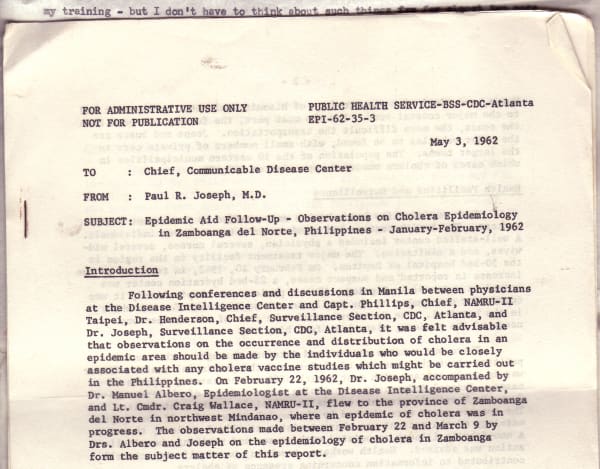 my training - but I don't have to think about such things
FOR ADMINISTRATIVE USE ONLY PUBLIC HEALTH SERVICE-BSS-CDC-Atlanta
NOT FOR PUBLICATION EPI-62-35-3
May 3, 1962
TO : Chief, Communicable Disease Center
FROM : Paul R. Joseph, M.D.
SUBJECT: Epidemic Aid Follow-Up - Observations on Cholera Epidemiology
in Zamboanga del Norte, Philippines - January-February, 1962
Introduction
Following conferences and discussions in Manila between physicians
at the Disease Intelligence Center and Capt. Phillips, Chief, NAMRU-II
Taipei, Dr. Henderson, Chief, Surveillance Section, CDC, Atlanta, and
Dr. Joseph, Surveillance Section, CDC, Atlanta, it was felt advisable
that observations on the occurrence and distribution of cholera in an
epidemic area should be made by the individuals who would be closely
associated with any cholera vaccine studies which might be carried out
in the Philippines. On February 22, 1962, Dr. Joseph, accompanied by
Dr. Manuel Albero, Epidemiologist at the Disease Intelligence Center,
and Lt. Cmdr. Craig Wallace, NAMRU-II, flew to the province of Zamboanga
del Norte in northwest Mindanao, where an epidemic of cholera was in
progress. The observations made between February 22 and March 9 by
Drs. Albero and Joseph on the epidemiology of cholera in Zamboanga
form the subject matter of this report.